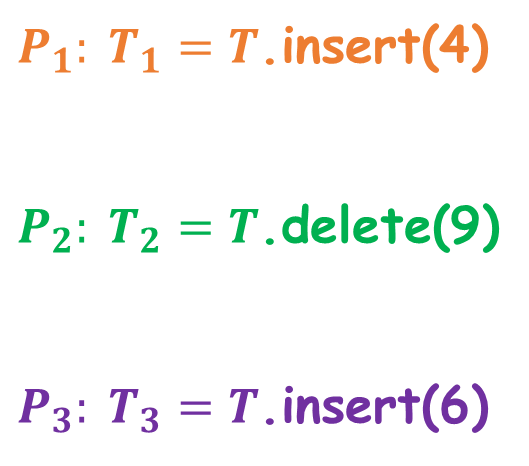 P₁: T₁ = T.insert(4)
P₂: T₂ = T.delete(9)
P₃: T₃ = T.insert(6)